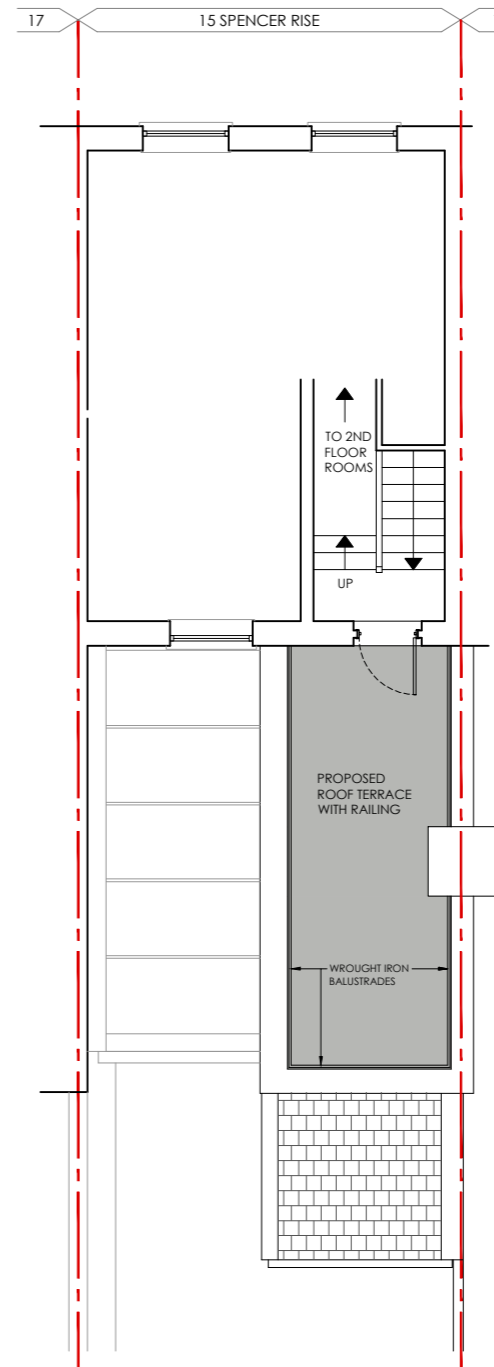 17
15 SPENCER RISE
TO 2ND
FLOOR
ROOMS
UP
PROPOSED
ROOF TERRACE
WITH RAILING
WROUGHT IRON
BALUSTRADES